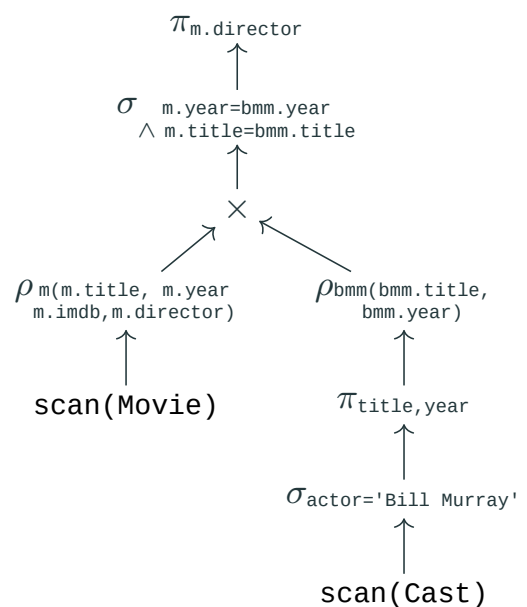 π m.director
σ m.year=bmm.year
∧ m.title=bmm.title
×
ρ m(m.title, m.year
m.imdb,m.director)
ρ bmm(bmm.title,
bmm.year)
scan(Movie)
π title,year
σ actor='Bill Murray'
scan(Cast)